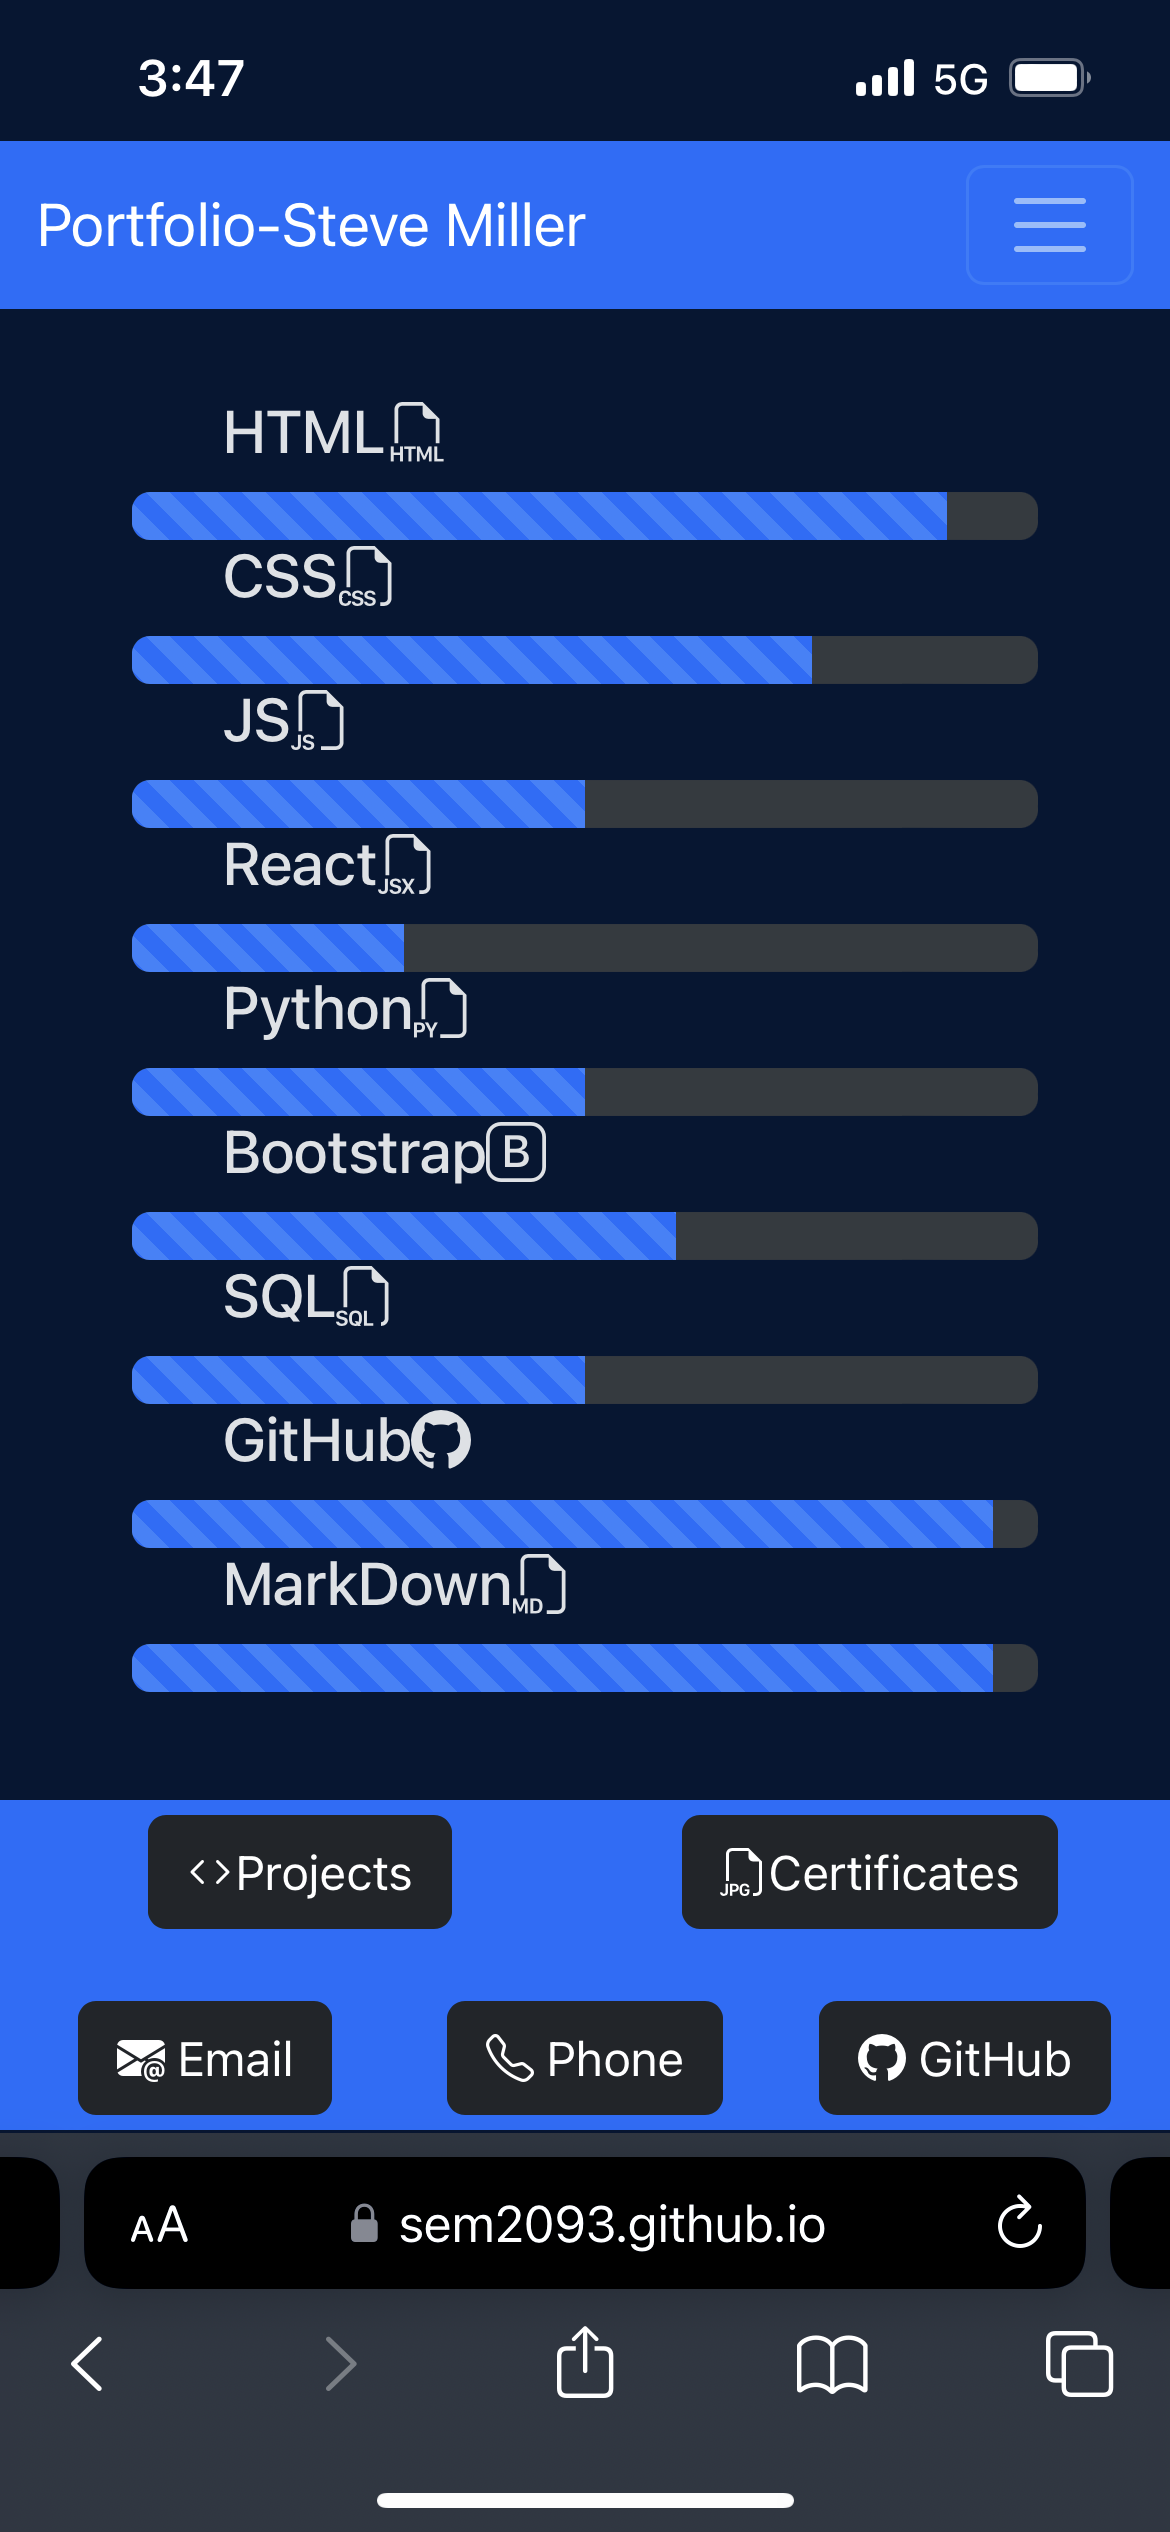 3:47 5G
Portfolio-Steve Miller
HTML HTML
CSS CSS
JS JS
React JSX
Python PY
Bootstrap B
SQL SQL
GitHub
MarkDown MD
<> Projects JPG Certificates
@ Email Phone GitHub
AA sem2093.github.io